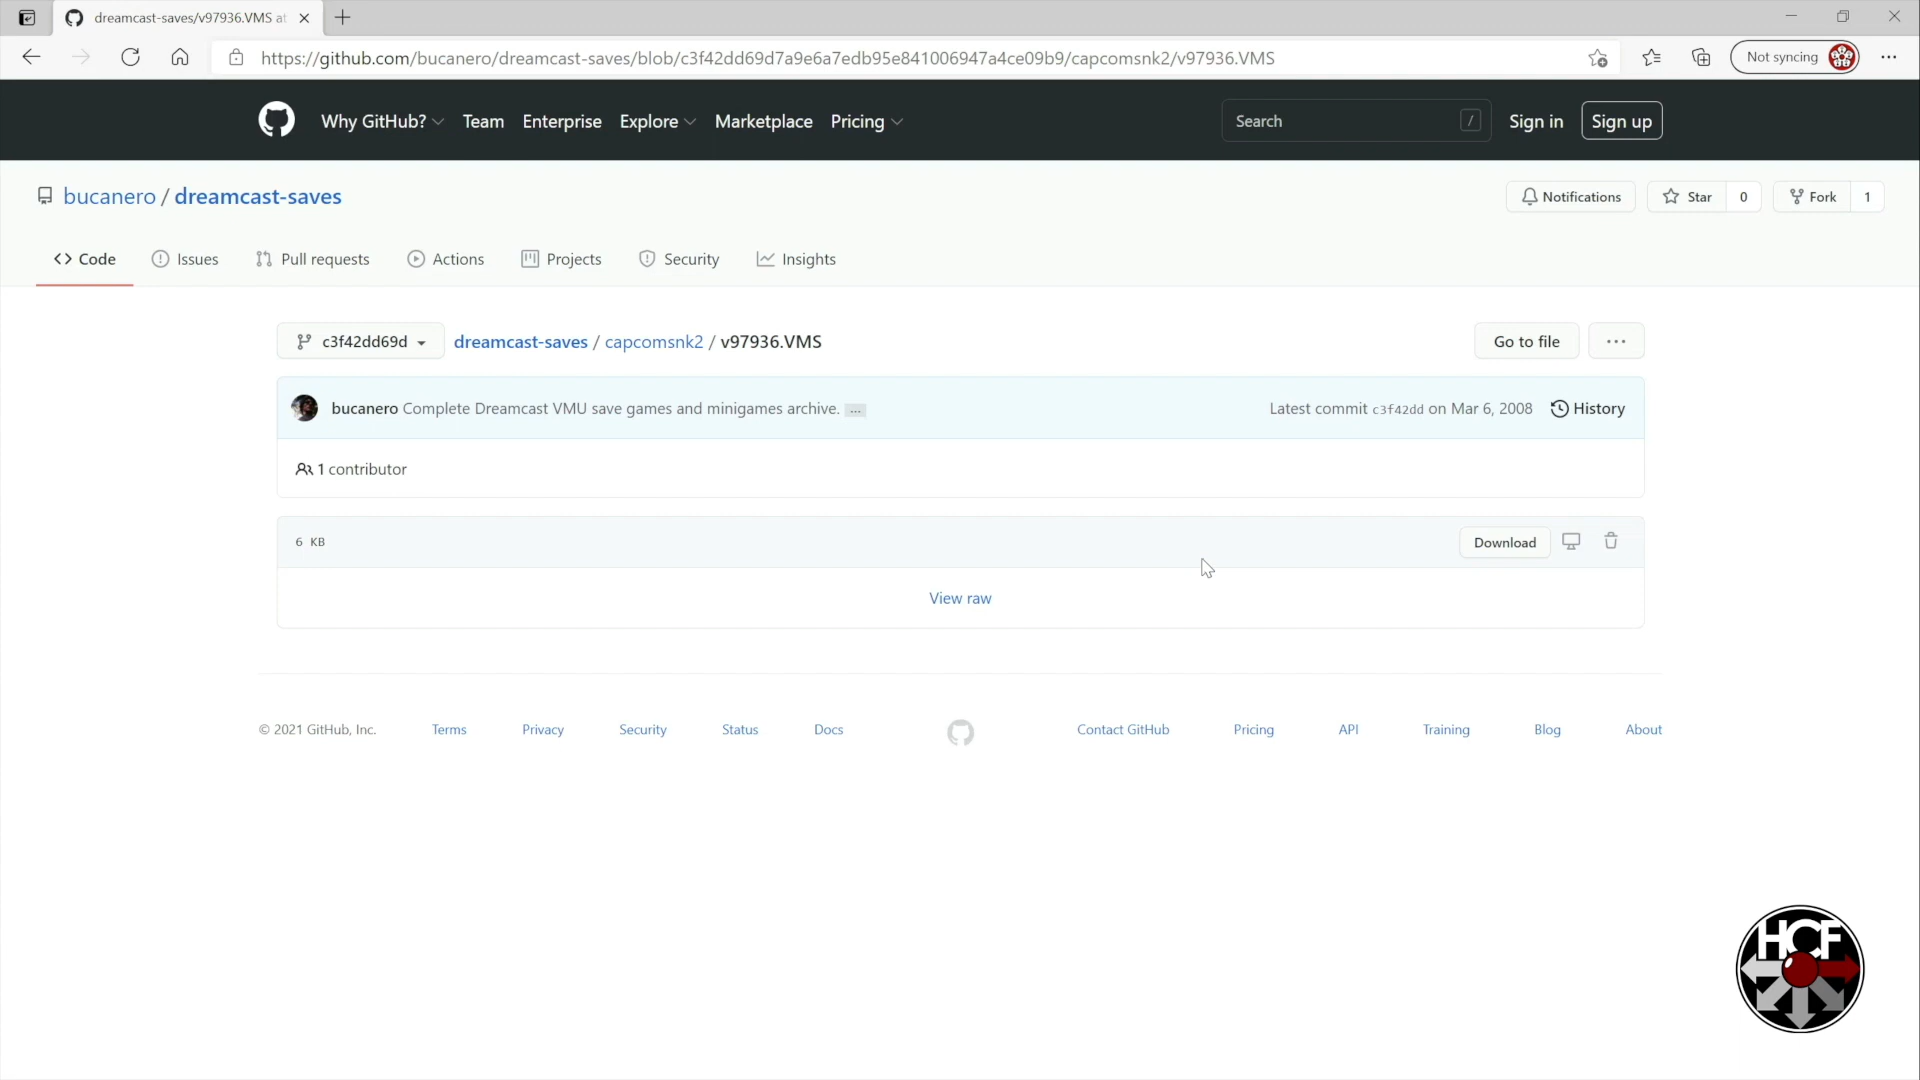 dreamcast-saves/v97936.VMS at
https://github.com/bucanero/dreamcast-saves/blob/c3f42dd69d7a9e6a7edb95e841006947a4ce09b9/capcomsnk2/v97936.VMS
Not syncing
Why GitHub? Team Enterprise Explore Marketplace Pricing
Search /
Sign in Sign up
bucanero / dreamcast-saves
Notifications Star 0 Fork 1
Code Issues Pull requests Actions Projects Security Insights
c3f42dd69d dreamcast-saves / capcomsnk2 / v97936.VMS
Go to file ...
bucanero Complete Dreamcast VMU save games and minigames archive. ...
Latest commit c3f42dd on Mar 6, 2008 History
1 contributor
6 KB
Download
View raw
© 2021 GitHub, Inc. Terms Privacy Security Status Docs Contact GitHub Pricing API Training Blog About
HCF